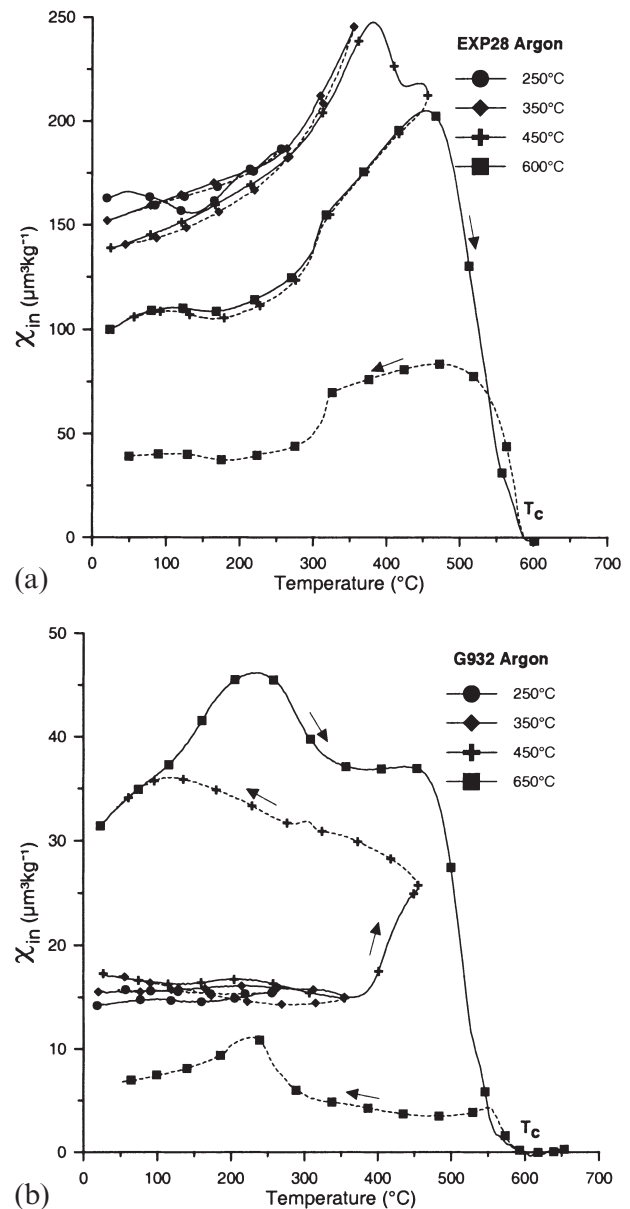 250
200
150
100
50
0
χin (µm³kg⁻¹)
EXP28 Argon
250°C
350°C
450°C
600°C
Tc
0 100 200 300 400 500 600 700
Temperature (°C)
(a)
50
40
30
20
10
0
χin (µm³kg⁻¹)
G932 Argon
250°C
350°C
450°C
650°C
Tc
0 100 200 300 400 500 600 700
Temperature (°C)
(b)